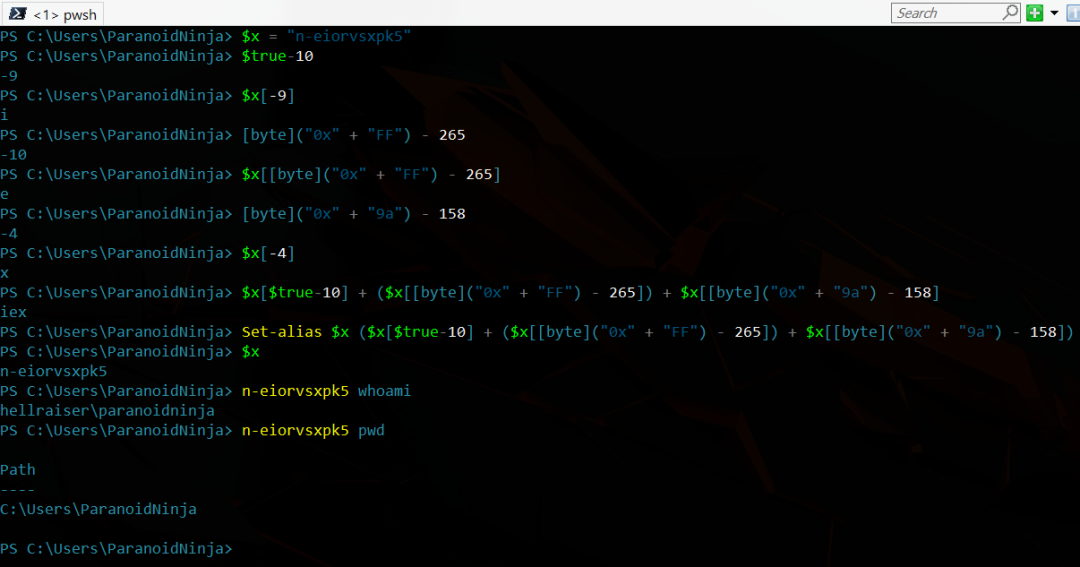 <1> pwsh
Search
PS C:\Users\ParanoidNinja> $x = "n-eiorvsxpk5"
PS C:\Users\ParanoidNinja> $true-10
-9
PS C:\Users\ParanoidNinja> $x[-9]
i
PS C:\Users\ParanoidNinja> [byte]("0x" + "FF") - 265
-10
PS C:\Users\ParanoidNinja> $x[[byte]("0x" + "FF") - 265]
e
PS C:\Users\ParanoidNinja> [byte]("0x" + "9a") - 158
-4
PS C:\Users\ParanoidNinja> $x[-4]
x
PS C:\Users\ParanoidNinja> $x[$true-10] + ($x[[byte]("0x" + "FF") - 265]) + $x[[byte]("0x" + "9a") - 158]
iex
PS C:\Users\ParanoidNinja> Set-alias $x ($x[$true-10] + ($x[[byte]("0x" + "FF") - 265]) + $x[[byte]("0x" + "9a") - 158])
PS C:\Users\ParanoidNinja> $x
n-eiorvsxpk5
PS C:\Users\ParanoidNinja> n-eiorvsxpk5 whoami
hellraiser\paranoidninja
PS C:\Users\ParanoidNinja> n-eiorvsxpk5 pwd
Path
----
C:\Users\ParanoidNinja
PS C:\Users\ParanoidNinja>